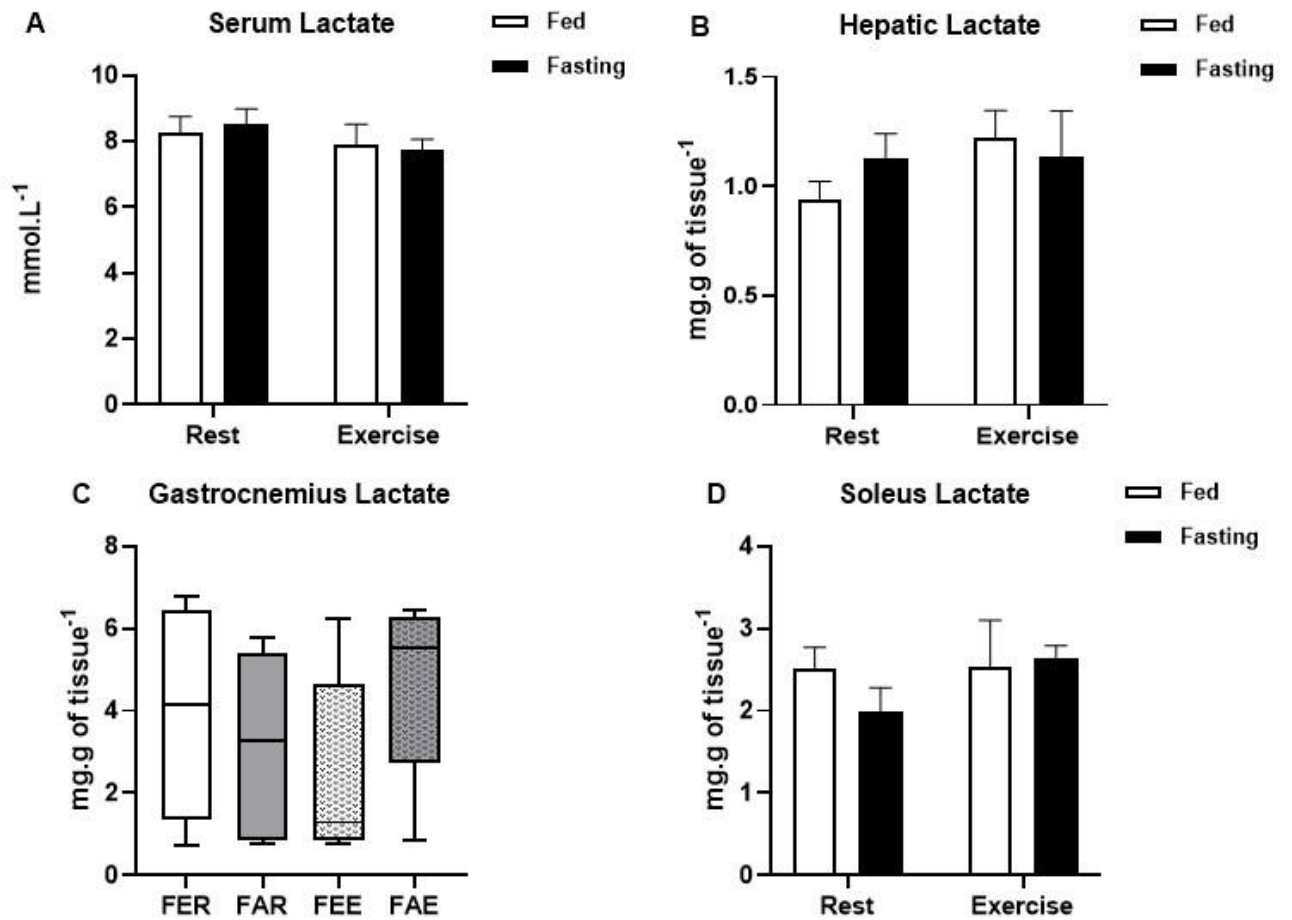 A
Serum Lactate
Fed
Fasting
mmol.L-1
10
8
6
4
2
0
Rest
Exercise
B
Hepatic Lactate
Fed
Fasting
mg.g of tissue-1
1.5
1.0
0.5
0.0
Rest
Exercise
C
Gastrocnemius Lactate
mg.g of tissue-1
8
6
4
2
0
FER
FAR
FEE
FAE
D
Soleus Lactate
Fed
Fasting
mg.g of tissue-1
4
3
2
1
0
Rest
Exercise